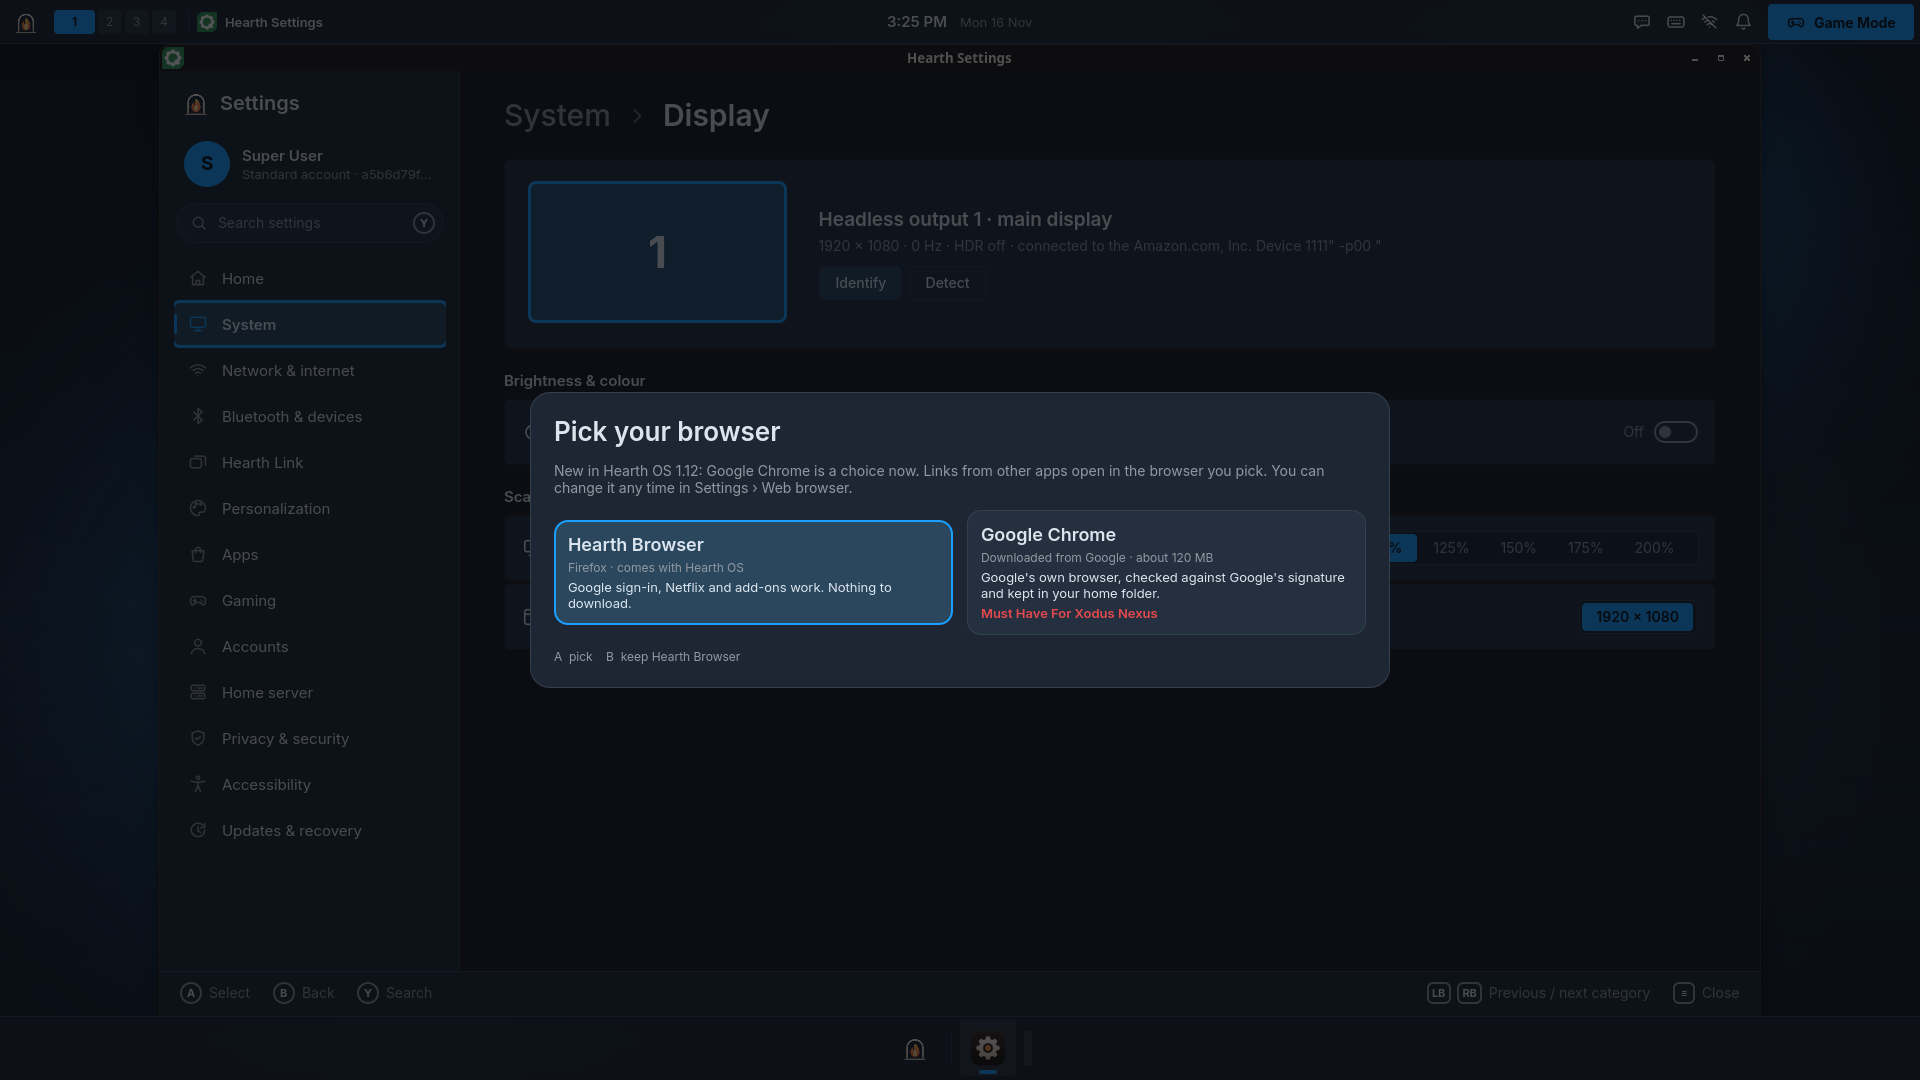 1 2 3 4 Hearth Settings
3:25 PM Mon 16 Nov
Game Mode
Hearth Settings
Settings
S
Super User
Standard account · a5b6d79f...
Search settings Y
Home
System
Network & internet
Bluetooth & devices
Hearth Link
Personalization
Apps
Gaming
Accounts
Home server
Privacy & security
Accessibility
Updates & recovery
System › Display
1
Headless output 1 · main display
1920 × 1080 · 0 Hz · HDR off · connected to the Amazon.com, Inc. Device 1111" -p00 "
Identify Detect
Brightness & colour
Off
Sca
% 125% 150% 175% 200%
1920 × 1080
Pick your browser
New in Hearth OS 1.12: Google Chrome is a choice now. Links from other apps open in the browser you pick. You can
change it any time in Settings › Web browser.
Hearth Browser
Firefox · comes with Hearth OS
Google sign-in, Netflix and add-ons work. Nothing to
download.
Google Chrome
Downloaded from Google · about 120 MB
Google's own browser, checked against Google's signature
and kept in your home folder.
Must Have For Xodus Nexus
A pick B keep Hearth Browser
A Select B Back Y Search
LB RB Previous / next category ≡ Close